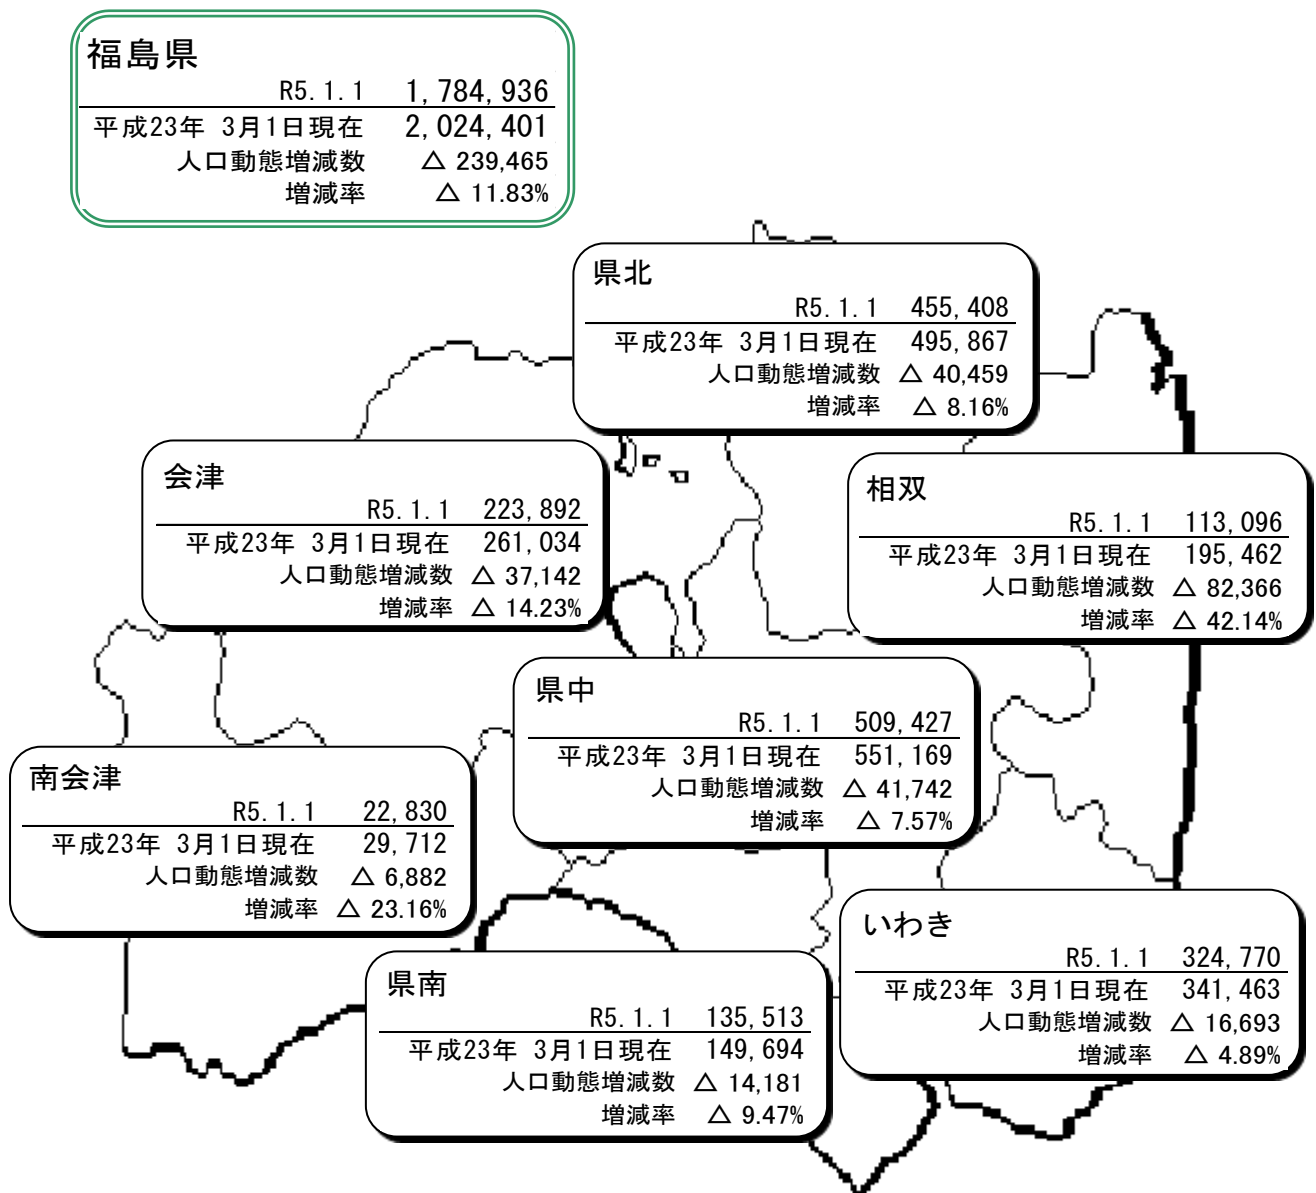 福島県
R5.1.1 1,784,936
平成23年 3月1日現在 2,024,401
人口動態増減数 △ 239,465
増減率 △ 11.83%
県北
R5.1.1 455,408
平成23年 3月1日現在 495,867
人口動態増減数 △ 40,459
増減率 △ 8.16%
会津
R5.1.1 223,892
平成23年 3月1日現在 261,034
人口動態増減数 △ 37,142
増減率 △ 14.23%
相双
R5.1.1 113,096
平成23年 3月1日現在 195,462
人口動態増減数 △ 82,366
増減率 △ 42.14%
県中
R5.1.1 509,427
平成23年 3月1日現在 551,169
人口動態増減数 △ 41,742
増減率 △ 7.57%
南会津
R5.1.1 22,830
平成23年 3月1日現在 29,712
人口動態増減数 △ 6,882
増減率 △ 23.16%
いわき
R5.1.1 324,770
平成23年 3月1日現在 341,463
人口動態増減数 △ 16,693
増減率 △ 4.89%
県南
R5.1.1 135,513
平成23年 3月1日現在 149,694
人口動態増減数 △ 14,181
増減率 △ 9.47%